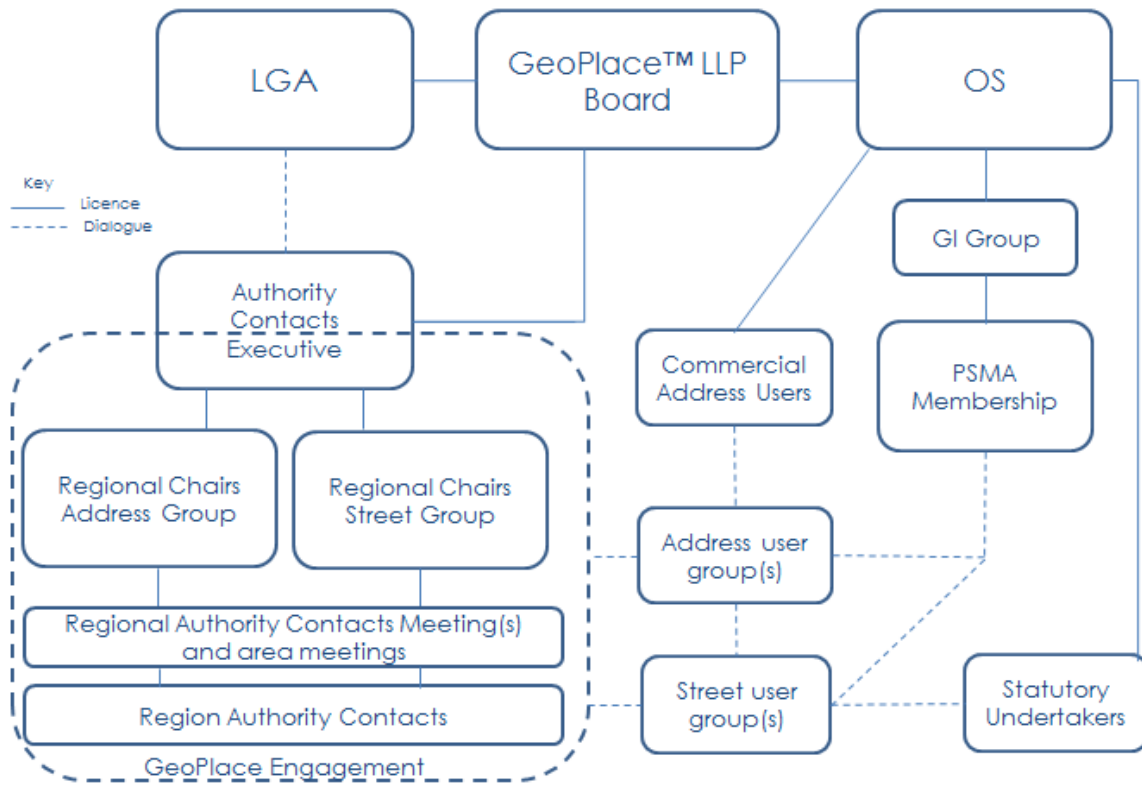 LGA
GeoPlace™ LLP
Board
OS
Key
Licence
Dialogue
GI Group
Authority
Contacts
Executive
Commercial
Address Users
PSMA
Membership
Regional Chairs
Address Group
Regional Chairs
Street Group
Address user
group(s)
Regional Authority Contacts Meeting(s)
and area meetings
Street user
group(s)
Statutory
Undertakers
Region Authority Contacts
GeoPlace Engagement